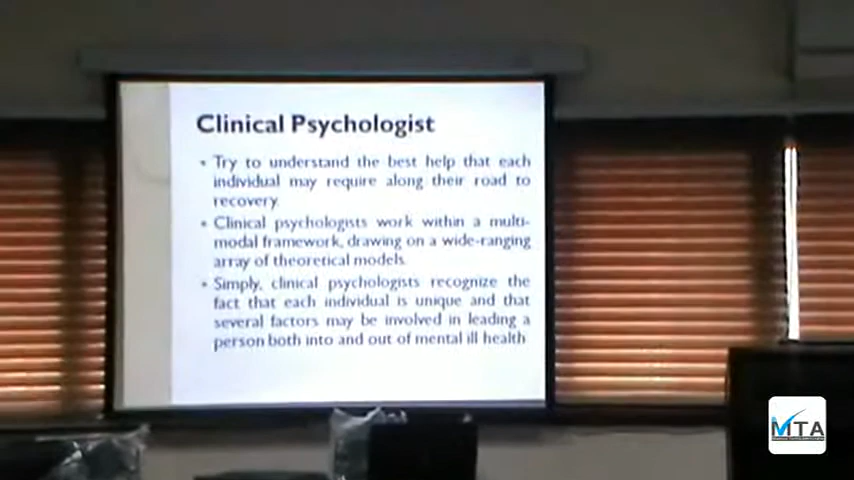 Clinical Psychologist
• Try to understand the best help that each
individual may require along their road to
recovery.
• Clinical psychologists work within a multi-
modal framework, drawing on a wide-ranging
array of theoretical models.
• Simply, clinical psychologists recognize the
fact that each individual is unique and that
several factors may be involved in leading a
person both into and out of mental ill health
MTA